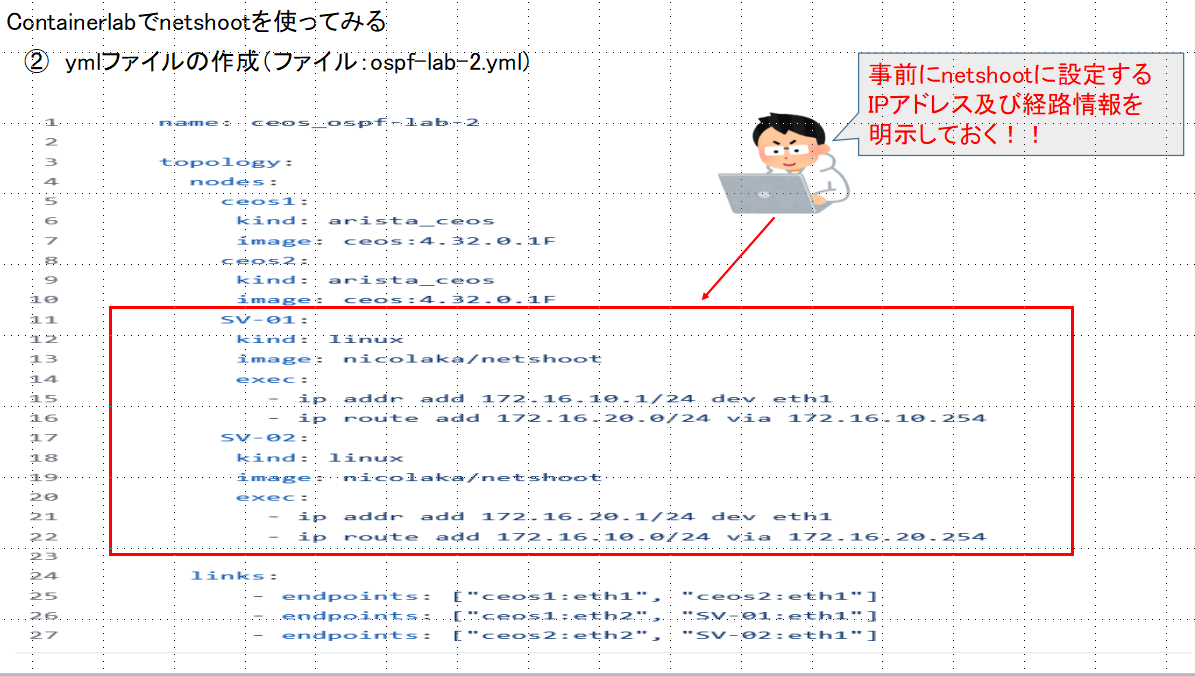 Containerlabでnetshootを使ってみる
② ymlファイルの作成(ファイル:ospf-lab-2.yml)
事前にnetshootに設定する
IPアドレス及び経路情報を
明示しておく!!
1 name: ceos_ospf-lab-2
2
3 topology:
4 nodes:
5 ceos1:
6 kind: arista_ceos
7 image: ceos:4.32.0.1F
8 ceos2:
9 kind: arista_ceos
10 image: ceos:4.32.0.1F
11 SV-01:
12 kind: linux
13 image: nicolaka/netshoot
14 exec:
15 - ip addr add 172.16.10.1/24 dev eth1
16 - ip route add 172.16.20.0/24 via 172.16.10.254
17 SV-02:
18 kind: linux
19 image: nicolaka/netshoot
20 exec:
21 - ip addr add 172.16.20.1/24 dev eth1
22 - ip route add 172.16.10.0/24 via 172.16.20.254
23
24 links:
25 - endpoints: ["ceos1:eth1", "ceos2:eth1"]
26 - endpoints: ["ceos1:eth2", "SV-01:eth1"]
27 - endpoints: ["ceos2:eth2", "SV-02:eth1"]